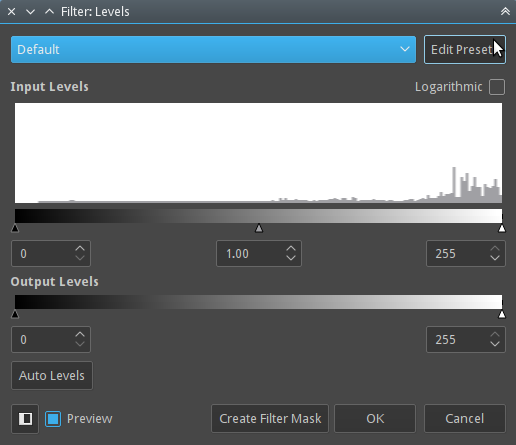 Filter: Levels
Default
Edit Preset
Input Levels
Logarithmic
0
1.00
255
Output Levels
0
255
Auto Levels
Preview
Create Filter Mask
OK
Cancel